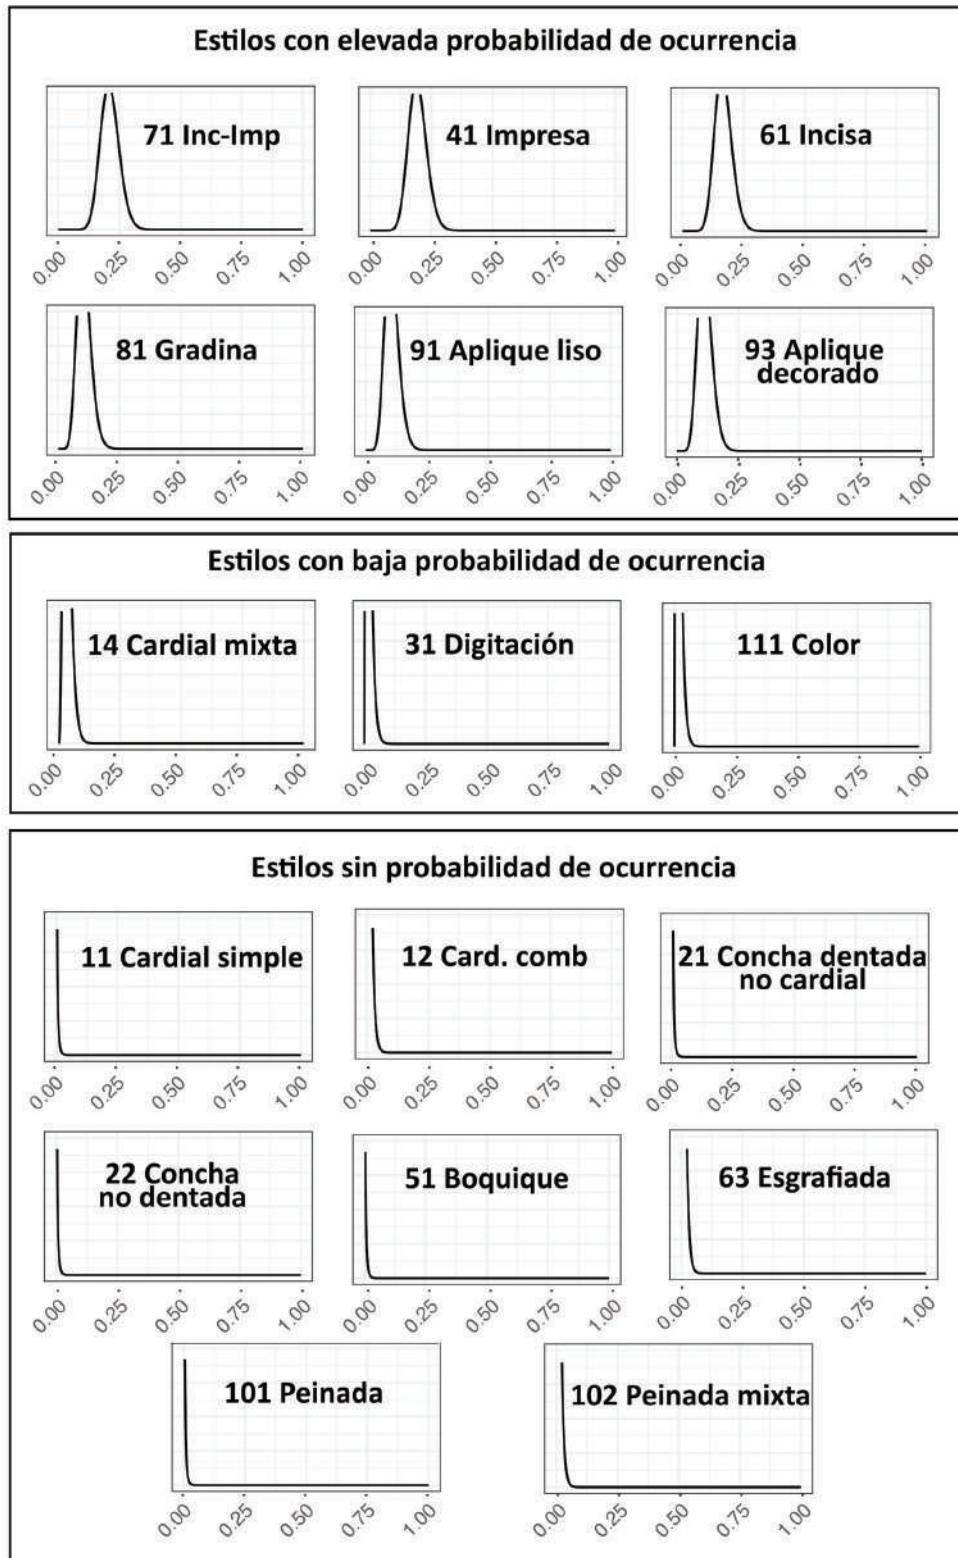 Estilos con elevada probabilidad de ocurrencia
71 Inc-Imp
41 Impresa
61 Incisa
0.00 0.25 0.50 0.75 1.00
0.00 0.25 0.50 0.75 1.00
0.00 0.25 0.50 0.75 1.00
81 Gradina
91 Aplique liso
93 Aplique
decorado
0.00 0.25 0.50 0.75 1.00
0.00 0.25 0.50 0.75 1.00
0.00 0.25 0.50 0.75 1.00
Estilos con baja probabilidad de ocurrencia
14 Cardial mixta
31 Digitación
111 Color
0.00 0.25 0.50 0.75 1.00
0.00 0.25 0.50 0.75 1.00
0.00 0.25 0.50 0.75 1.00
Estilos sin probabilidad de ocurrencia
11 Cardial simple
12 Card. comb
21 Concha dentada
no cardial
0.00 0.25 0.50 0.75 1.00
0.00 0.25 0.50 0.75 1.00
0.00 0.25 0.50 0.75 1.00
22 Concha
no dentada
51 Boquique
63 Esgrafiada
0.00 0.25 0.50 0.75 1.00
0.00 0.25 0.50 0.75 1.00
0.00 0.25 0.50 0.75 1.00
101 Peinada
102 Peinada mixta
0.00 0.25 0.50 0.75 1.00
0.00 0.25 0.50 0.75 1.00